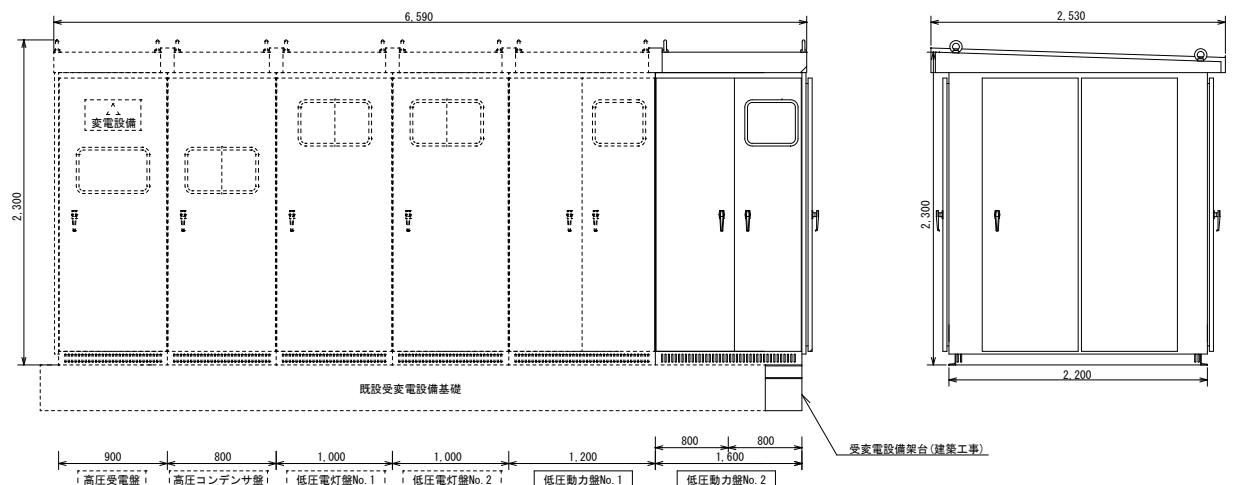 6,590
2,530
変電設備
2,300
2,300
既設受変電設備基礎
2,200
800 800
受変電設備架台(建築工事)
900 800 1,000 1,000 1,200 1,600
高圧受電盤 高圧コンデンサ盤 低圧電灯盤No.1 低圧電灯盤No.2 低圧動力盤No.1 低圧動力盤No.2